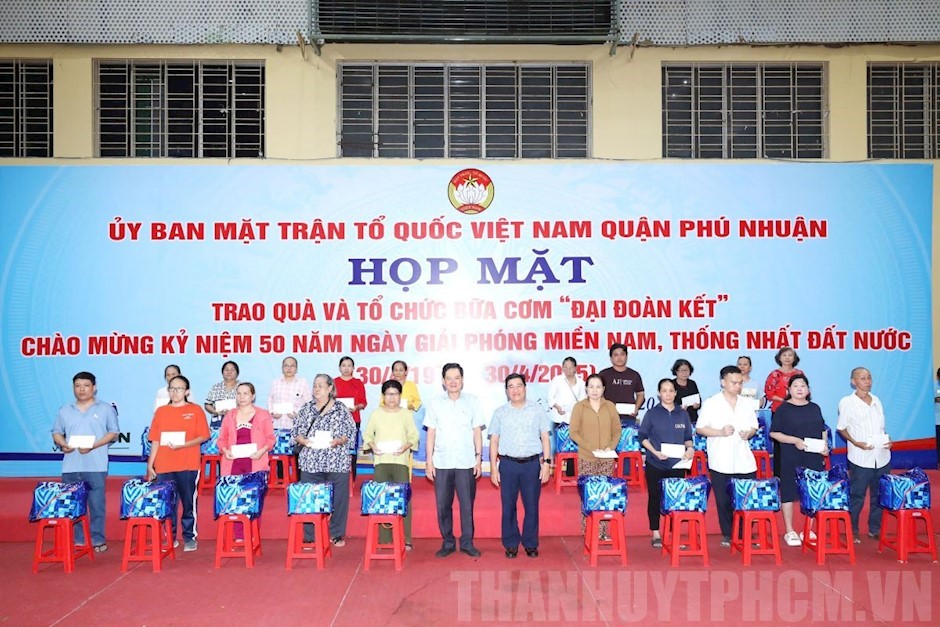 ỦY BAN MẶT TRẬN TỔ QUỐC VIỆT NAM QUẬN PHÚ NHUẬN
HỌP MẶT
TRAO QUÀ VÀ TỔ CHỨC BỮA CƠM “ĐẠI ĐOÀN KẾT”
CHÀO MỪNG KỶ NIỆM 50 NĂM NGÀY GIẢI PHÓNG MIỀN NAM, THỐNG NHẤT ĐẤT NƯỚC
THANHUYTPHCM.VN